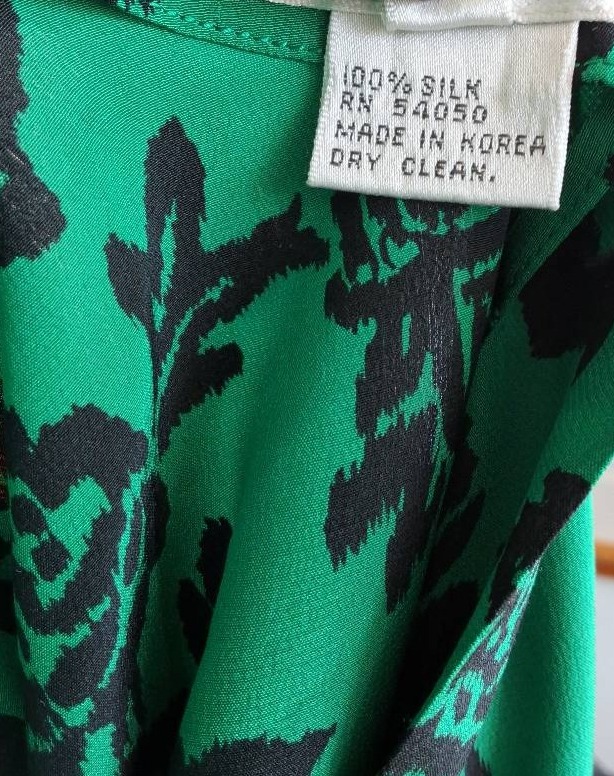 100% SILK
RN 54050
MADE IN KOREA
DRY CLEAN.